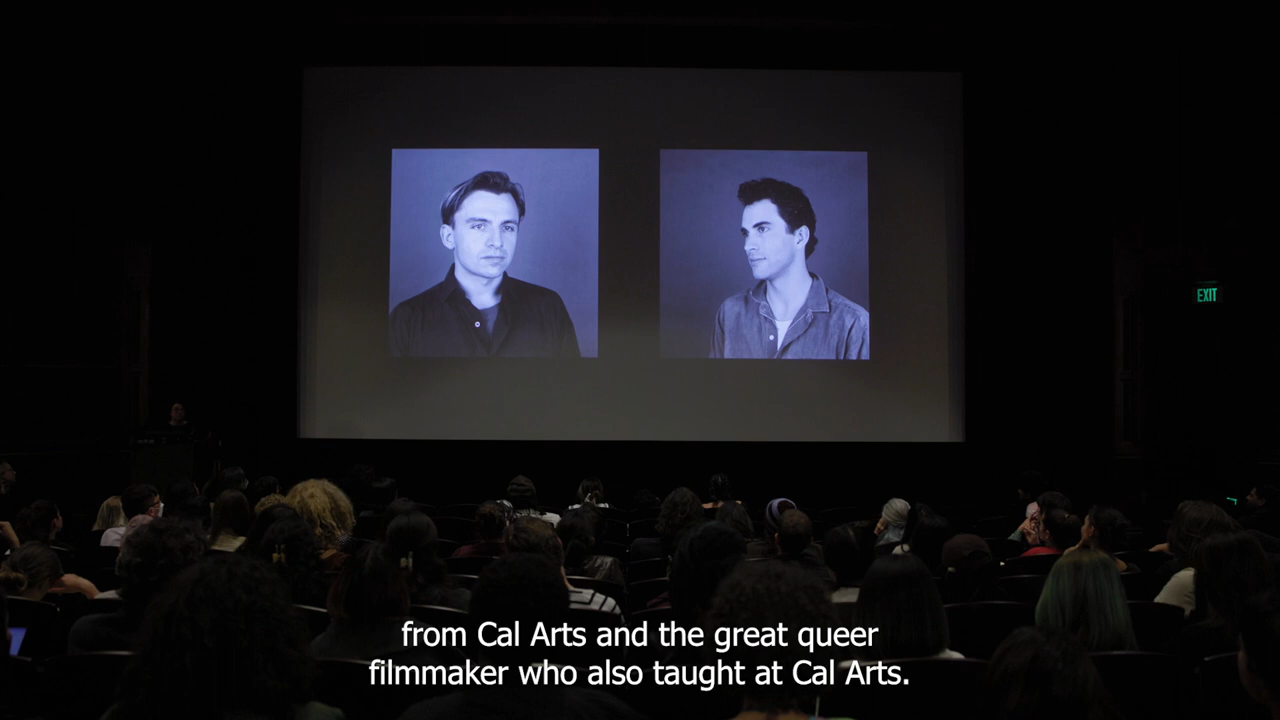 EXIT
from Cal Arts and the great queer
filmmaker who also taught at Cal Arts.